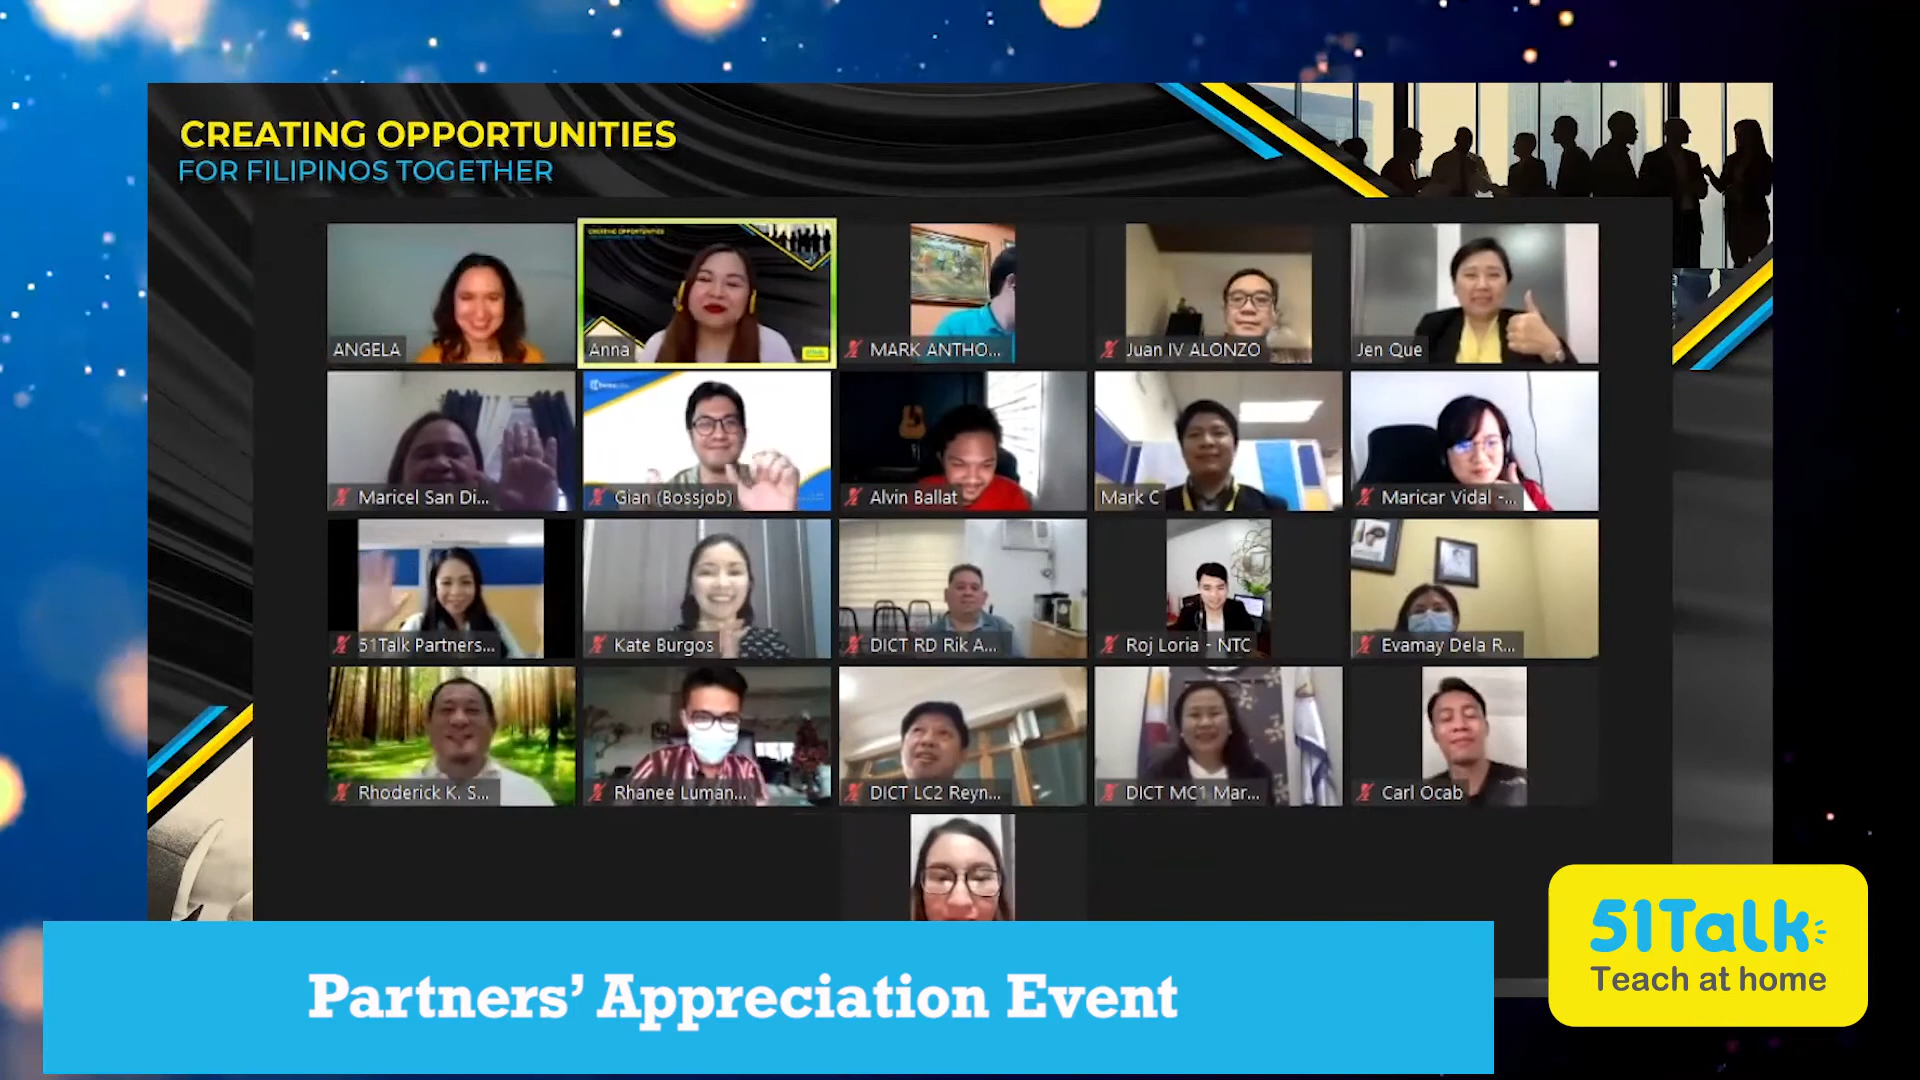 CREATING OPPORTUNITIES
FOR FILIPINOS TOGETHER
ANGELA
CREATING OPPORTUNITIES
Anna
MARK ANTHO...
Juan IV ALONZO
Jen Que
Maricel San Di...
Gian (Bossjob)
Alvin Ballat
Mark C
Maricar Vidal -...
51Talk Partners...
Kate Burgos
DICT RD Rik A...
Roj Loria - NTC
Evamay Dela R...
Rhoderick K. S...
Rhanee Luman...
DICT LC2 Reyn...
DICT MC1 Mar...
Carl Ocab
Partners’ Appreciation Event
51Talk
Teach at home